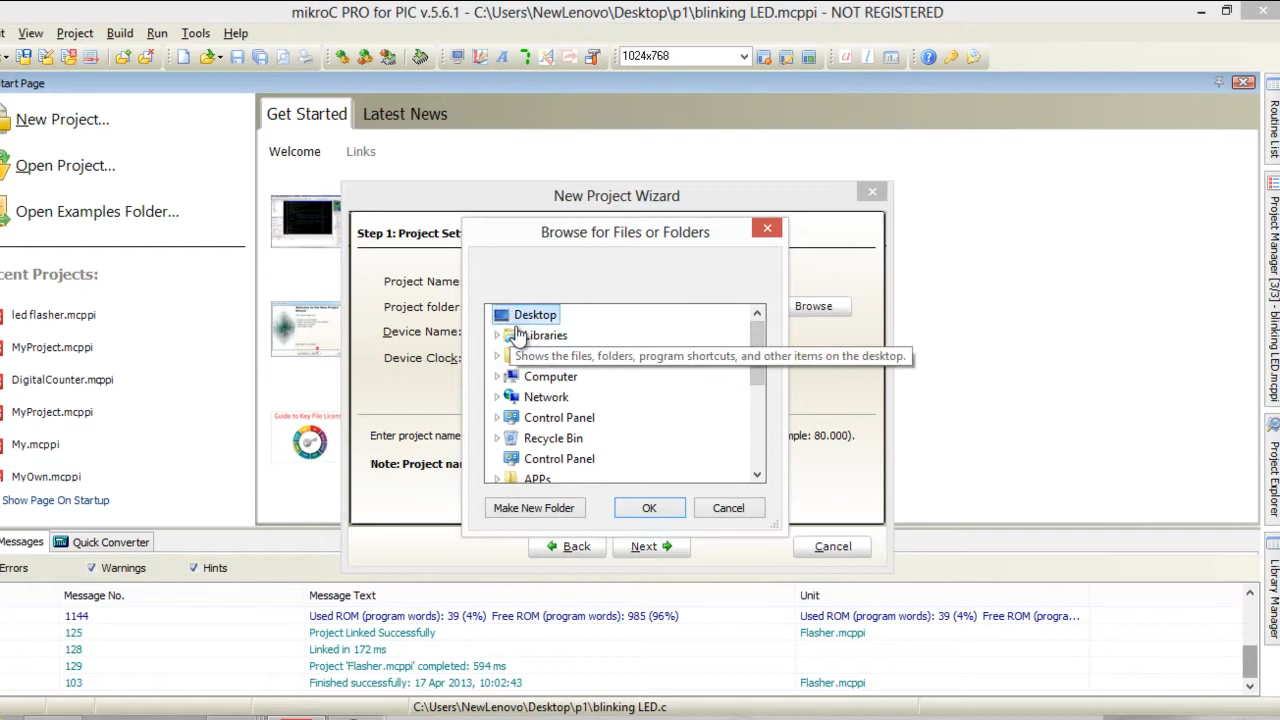 mikroC PRO for PIC v.5.6.1 - C:\Users\NewLenovo\Desktop\p1\blinking LED.mcppi - NOT REGISTERED
it View Project Build Run Tools Help
1024x768
tart Page
New Project...
Open Project...
Open Examples Folder...
ecent Projects:
led flasher.mcppi
MyProject.mcppi
DigitalCounter.mcppi
MyProject.mcppi
My.mcppi
MyOwn.mcppi
Show Page On Startup
Get Started Latest News
Welcome Links
Guide to Key File Licens
New Project Wizard
Step 1: Project Set
Project Name
Project folder
Browse
Device Name:
Device Clock:
Enter project name
mple: 80.000).
Note: Project na
Back Next Cancel
Browse for Files or Folders
Desktop
Libraries
Shows the files, folders, program shortcuts, and other items on the desktop.
Computer
Network
Control Panel
Recycle Bin
Control Panel
APPs
Make New Folder OK Cancel
Routine List
Project Manager [3/3] - blinking LED.mcppi
Project Explorer
Library Manager
Messages Quick Converter
Errors Warnings Hints
Message No. Message Text Unit
1144 Used ROM (program words): 39 (4%) Free ROM (program words): 985 (96%) Used ROM (program words): 39 (4%) Free ROM (progra...
125 Project Linked Successfully Flasher.mcppi
128 Linked in 172 ms
129 Project 'Flasher.mcppi' completed: 594 ms
103 Finished successfully: 17 Apr 2013, 10:02:43 Flasher.mcppi
C:\Users\NewLenovo\Desktop\p1\blinking LED.c